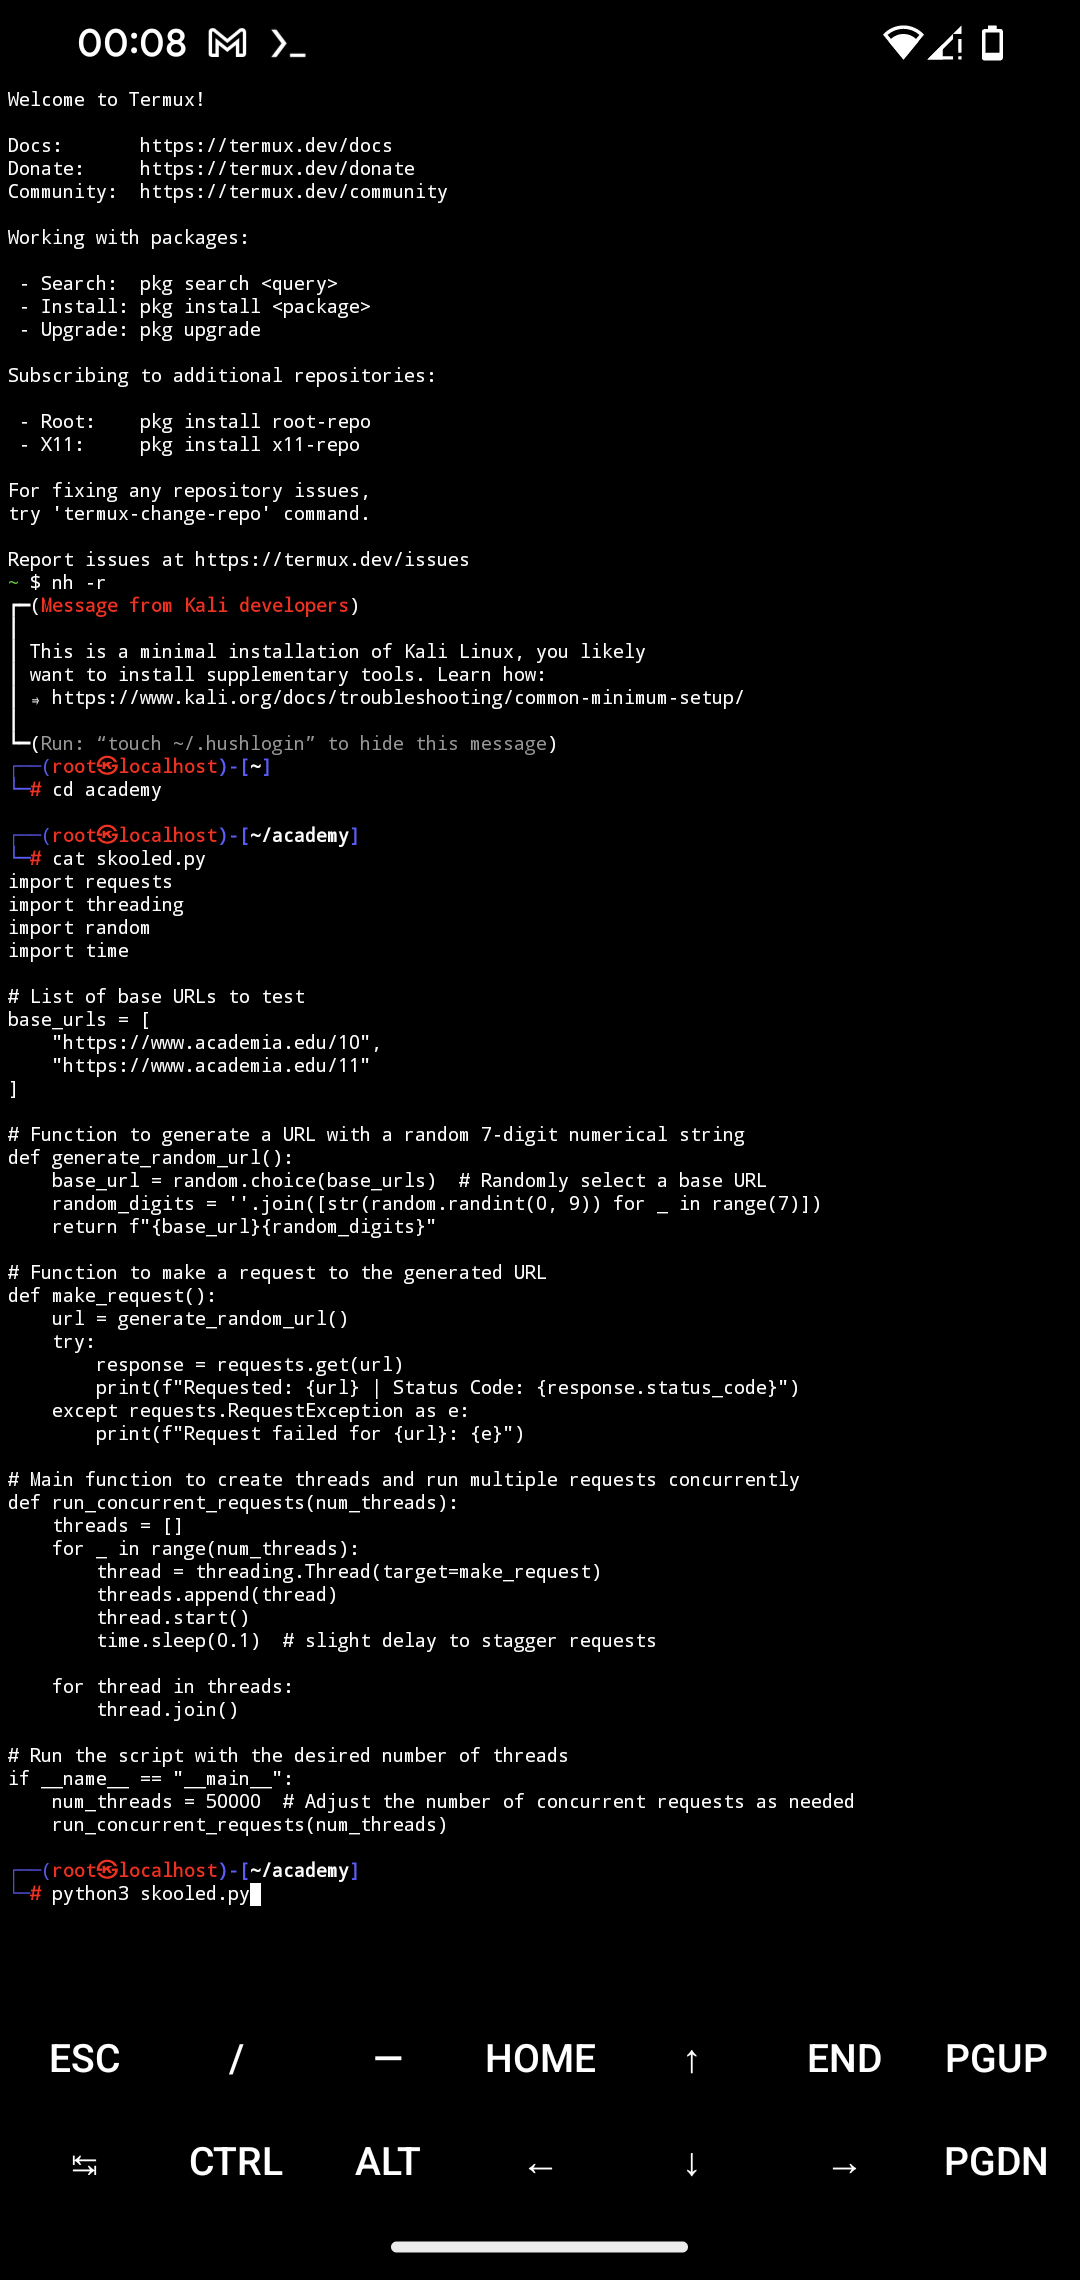 00:08
Welcome to Termux!
Docs:       https://termux.dev/docs
Donate:     https://termux.dev/donate
Community:  https://termux.dev/community
Working with packages:
 - Search:  pkg search <query>
 - Install: pkg install <package>
 - Upgrade: pkg upgrade
Subscribing to additional repositories:
 - Root:    pkg install root-repo
 - X11:     pkg install x11-repo
For fixing any repository issues,
try 'termux-change-repo' command.
Report issues at https://termux.dev/issues
~ $ nh -r
┏━(Message from Kali developers)
┃ This is a minimal installation of Kali Linux, you likely
┃ want to install supplementary tools. Learn how:
┃ ⇒ https://www.kali.org/docs/troubleshooting/common-minimum-setup/
┗━(Run: “touch ~/.hushlogin” to hide this message)
┌──(root㉿localhost)-[~]
└─# cd academy
┌──(root㉿localhost)-[~/academy]
└─# cat skooled.py
import requests
import threading
import random
import time
# List of base URLs to test
base_urls = [
    "https://www.academia.edu/10",
    "https://www.academia.edu/11"
]
# Function to generate a URL with a random 7-digit numerical string
def generate_random_url():
    base_url = random.choice(base_urls)  # Randomly select a base URL
    random_digits = ''.join([str(random.randint(0, 9)) for _ in range(7)])
    return f"{base_url}{random_digits}"
# Function to make a request to the generated URL
def make_request():
    url = generate_random_url()
    try:
        response = requests.get(url)
        print(f"Requested: {url} | Status Code: {response.status_code}")
    except requests.RequestException as e:
        print(f"Request failed for {url}: {e}")
# Main function to create threads and run multiple requests concurrently
def run_concurrent_requests(num_threads):
    threads = []
    for _ in range(num_threads):
        thread = threading.Thread(target=make_request)
        threads.append(thread)
        thread.start()
        time.sleep(0.1)  # slight delay to stagger requests
    for thread in threads:
        thread.join()
# Run the script with the desired number of threads
if __name__ == "__main__":
    num_threads = 50000  # Adjust the number of concurrent requests as needed
    run_concurrent_requests(num_threads)
┌──(root㉿localhost)-[~/academy]
└─# python3 skooled.py
ESC / — HOME ↑ END PGUP
↹ CTRL ALT ← ↓ → PGDN